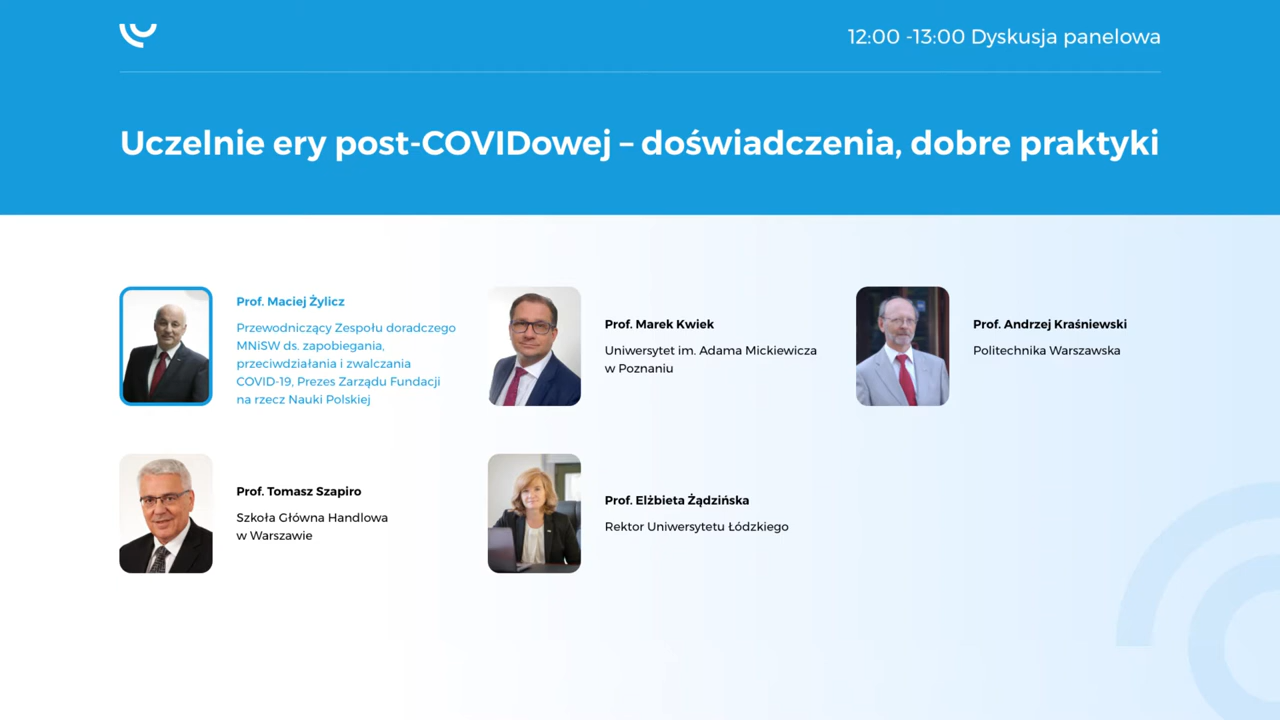 12:00 -13:00 Dyskusja panelowa
Uczelnie ery post-COVIDowej – doświadczenia, dobre praktyki
Prof. Maciej Żylicz
Przewodniczący Zespołu doradczego
MNiSW ds. zapobiegania,
przeciwdziałania i zwalczania
COVID-19, Prezes Zarządu Fundacji
na rzecz Nauki Polskiej
Prof. Marek Kwiek
Uniwersytet im. Adama Mickiewicza
w Poznaniu
Prof. Andrzej Kraśniewski
Politechnika Warszawska
Prof. Tomasz Szapiro
Szkoła Główna Handlowa
w Warszawie
Prof. Elżbieta Żądzińska
Rektor Uniwersytetu Łódzkiego